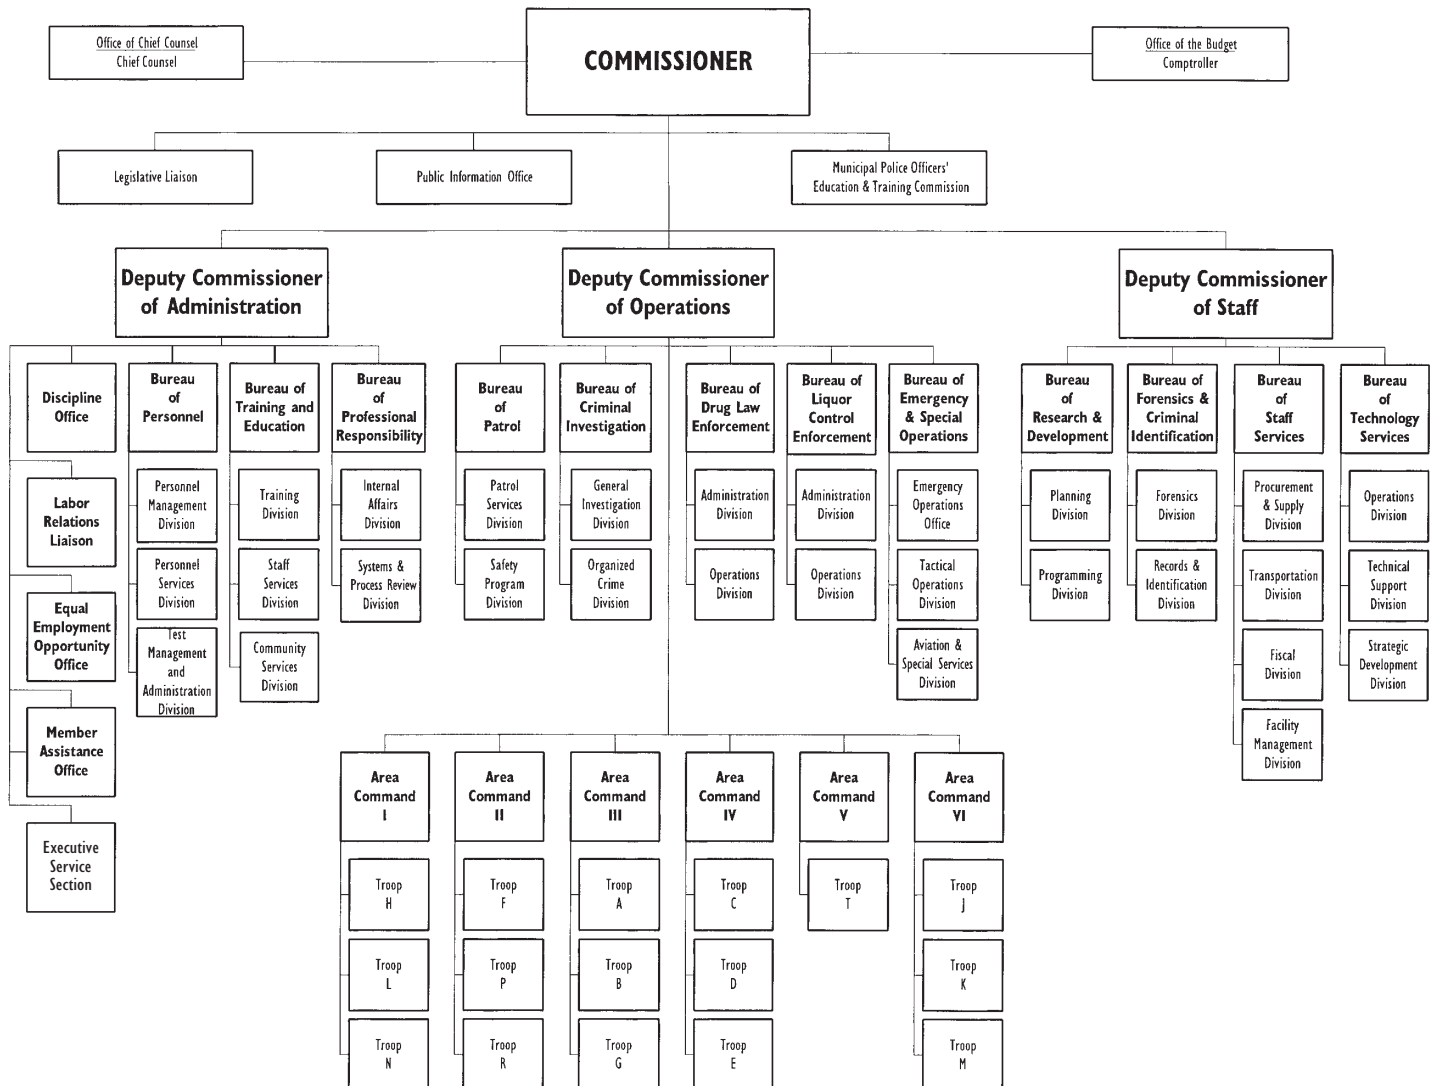 Office of Chief Counsel
Chief Counsel
COMMISSIONER
Office of the Budget
Comptroller
Legislative Liaison
Public Information Office
Municipal Police Officers'
Education & Training Commission
Deputy Commissioner
of Administration
Deputy Commissioner
of Operations
Deputy Commissioner
of Staff
Discipline
Office
Bureau
of
Personnel
Bureau of
Training and
Education
Bureau
of
Professional
Responsibility
Bureau
of
Patrol
Bureau of
Criminal
Investigation
Bureau of
Drug Law
Enforcement
Bureau of
Liquor
Control
Enforcement
Bureau of
Emergency
& Special
Operations
Bureau
of
Research &
Development
Bureau of
Forensics &
Criminal
Identification
Bureau
of
Staff
Services
Bureau
of
Technology
Services
Labor
Relations
Liaison
Personnel
Management
Division
Training
Division
Internal
Affairs
Division
Patrol
Services
Division
General
Investigation
Division
Administration
Division
Administration
Division
Emergency
Operations
Office
Planning
Division
Forensics
Division
Procurement
& Supply
Division
Operations
Division
Equal
Employment
Opportunity
Office
Personnel
Services
Division
Staff
Services
Division
Systems &
Process Review
Division
Safety
Program
Division
Organized
Crime
Division
Operations
Division
Operations
Division
Tactical
Operations
Division
Programming
Division
Records &
Identification
Division
Transportation
Division
Technical
Support
Division
Test
Management
and
Administration
Division
Community
Services
Division
Aviation &
Special Services
Division
Fiscal
Division
Strategic
Development
Division
Member
Assistance
Office
Facility
Management
Division
Executive
Service
Section
Area
Command
I
Area
Command
II
Area
Command
III
Area
Command
IV
Area
Command
V
Area
Command
VI
Troop
H
Troop
F
Troop
A
Troop
C
Troop
T
Troop
J
Troop
L
Troop
P
Troop
B
Troop
D
Troop
K
Troop
N
Troop
R
Troop
G
Troop
E
Troop
M